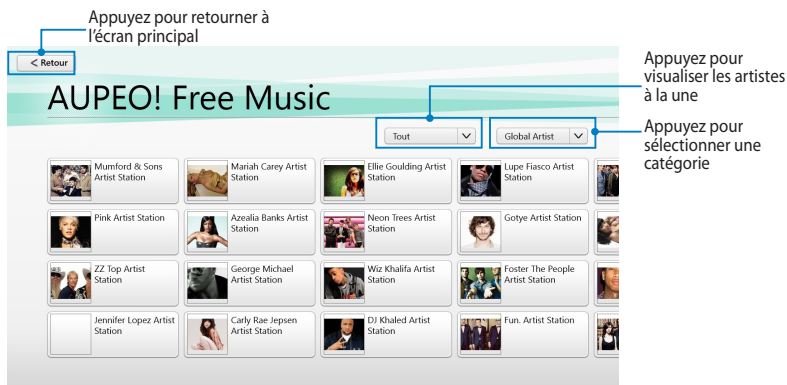 Appuyez pour retourner à
l'écran principal
< Retour
AUPEO! Free Music
Appuyez pour
visualiser les artistes
à la une
Tout
Global Artist
Appuyez pour
sélectionner une
catégorie
Mumford & Sons
Artist Station
Mariah Carey Artist
Station
Ellie Goulding Artist
Station
Lupe Fiasco Artist
Station
Pink Artist Station
Azealia Banks Artist
Station
Neon Trees Artist
Station
Gotye Artist Station
ZZ Top Artist
Station
George Michael
Artist Station
Wiz Khalifa Artist
Station
Foster The People
Artist Station
Jennifer Lopez Artist
Station
Carly Rae Jepsen
Artist Station
DJ Khaled Artist
Station
Fun. Artist Station